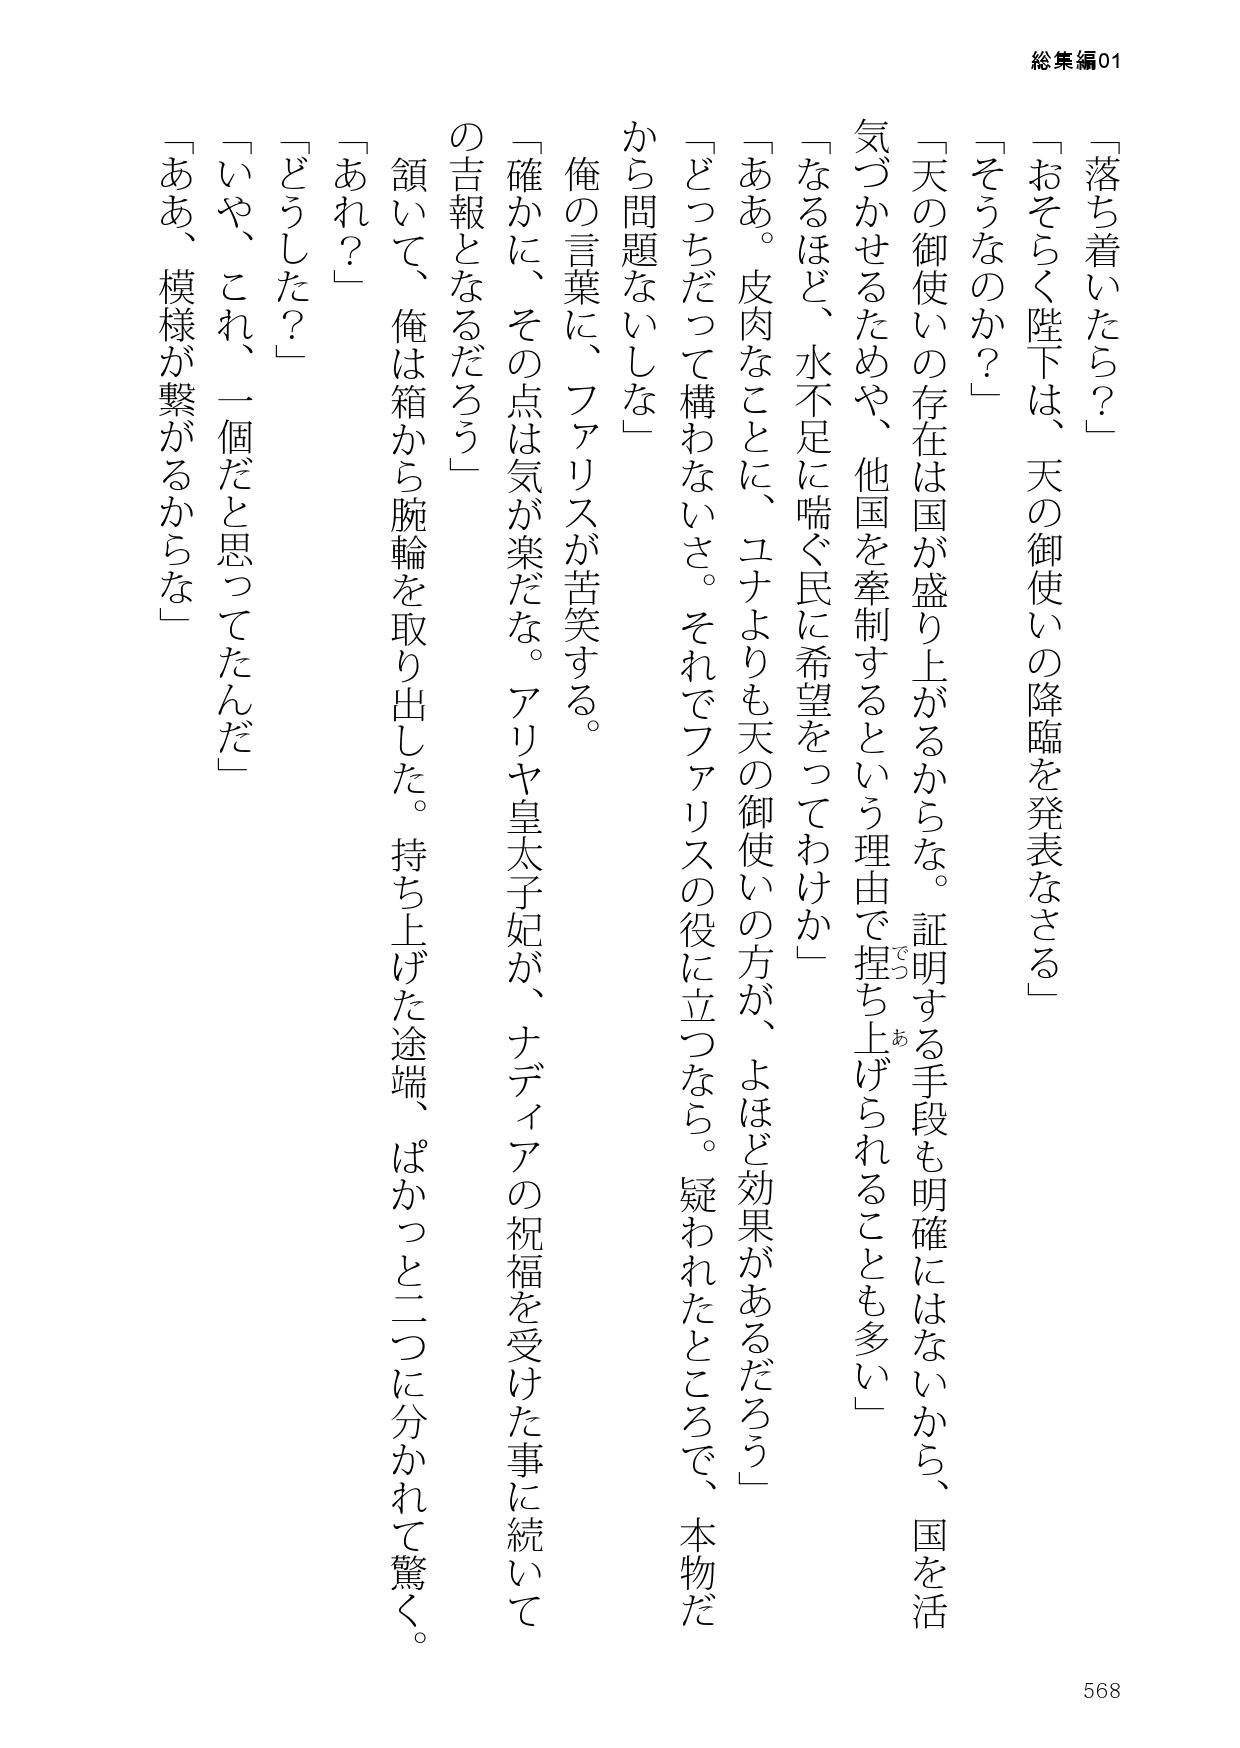 総集編01
「落ち着いたら？」
「おそらく陛下は、天の御使いの降臨を発表なさる」
「そうなのか？」
「天の御使いの存在は国が盛り上がるからな。証明する手段も明確にはないから、国を活
気づかせるためや、他国を牽制するという理由で捏ち上げられることも多い」
「なるほど、水不足に喘ぐ民に希望をってわけか」
「ああ。皮肉なことに、ユナよりも天の御使いの方が、よほど効果があるだろう」
「どっちだって構わないさ。それでファリスの役に立つなら。疑われたところで、本物だ
から問題ないしな」
俺の言葉に、ファリスが苦笑する。
「確かに、その点は気が楽だな。アリヤ皇太子妃が、ナディアの祝福を受けた事に続いて
の吉報となるだろう」
頷いて、俺は箱から腕輪を取り出した。持ち上げた途端、ぱかっと二つに分かれて驚く。
「あれ？」
「どうした？」
「いや、これ、一個だと思ってたんだ」
「ああ、模様が繋がるからな」
568